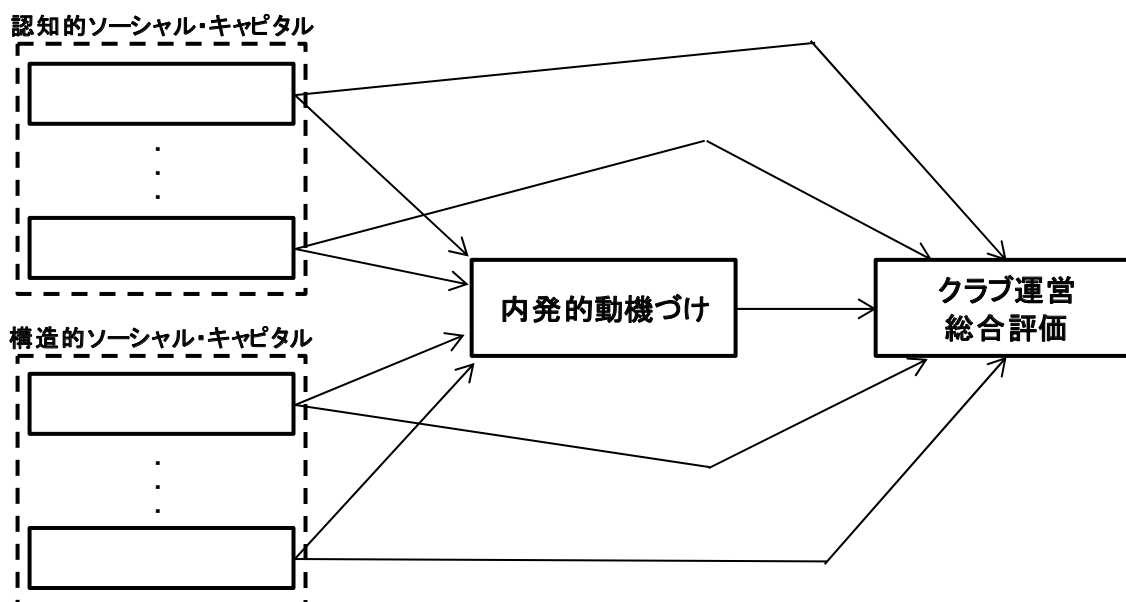 認知的ソーシャル・キャピタル
内発的動機づけ
クラブ運営
総合評価
構造的ソーシャル・キャピタル